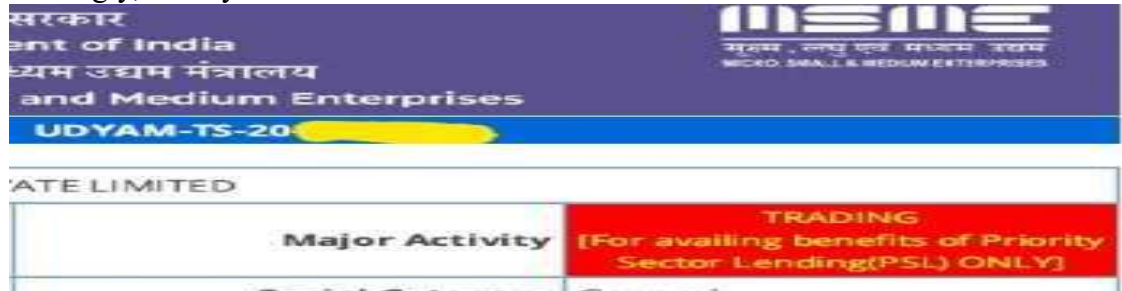 सरकार
ent of India
ध्यम उद्यम मंत्रालय
and Medium Enterprises
msme
सूक्ष्म , लघु एवं मध्यम उद्यम
MICRO, SMALL & MEDIUM ENTERPRISES
UDYAM-TS-20
ATE LIMITED
Major Activity
TRADING
[For availing benefits of Priority
Sector Lending(PSL) ONLY]